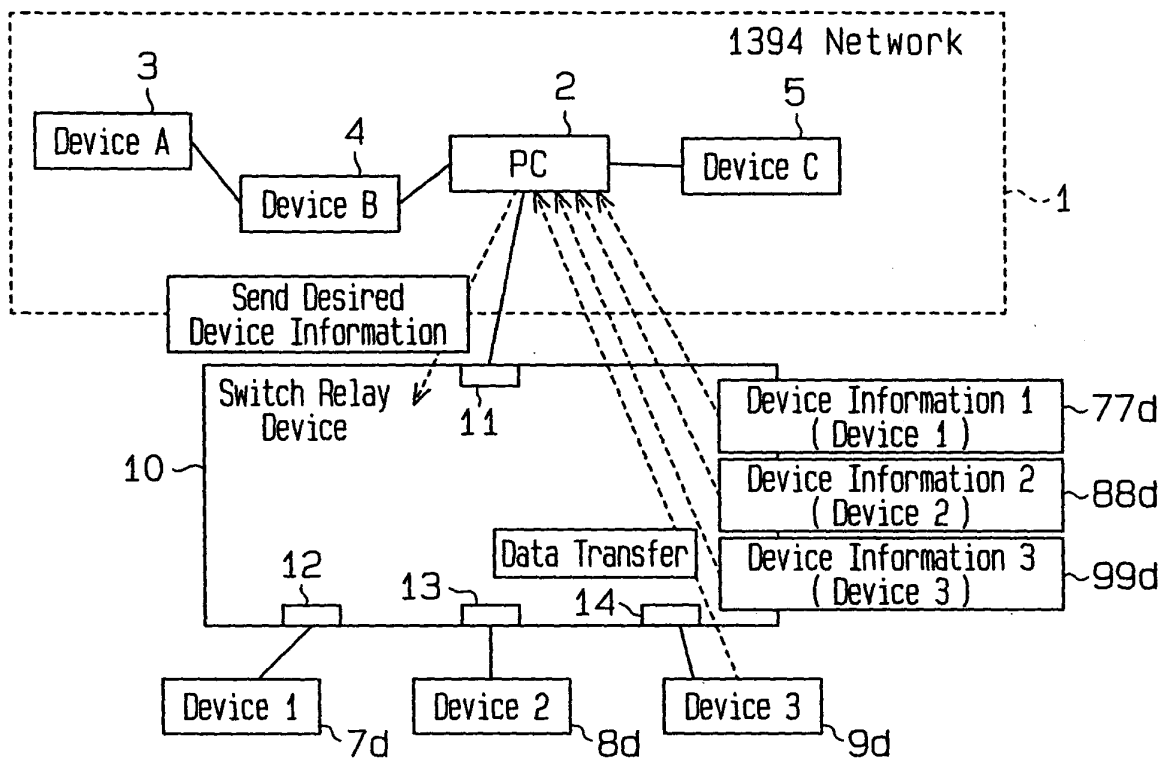 1394 Network
3
Device A
4
Device B
2
PC
5
Device C
1
Send Desired
Device Information
Switch Relay
Device
11
10
Device Information 1
( Device 1 )
77d
Device Information 2
( Device 2 )
88d
Data Transfer
Device Information 3
( Device 3 )
99d
12
13
14
Device 1
7d
Device 2
8d
Device 3
9d